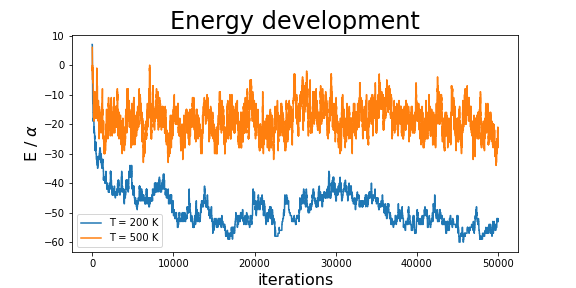 Energy development
10
0
−10
−20
−30
−40
−50
−60
E / α
T = 200 K
T = 500 K
0
10000
20000
30000
40000
50000
iterations